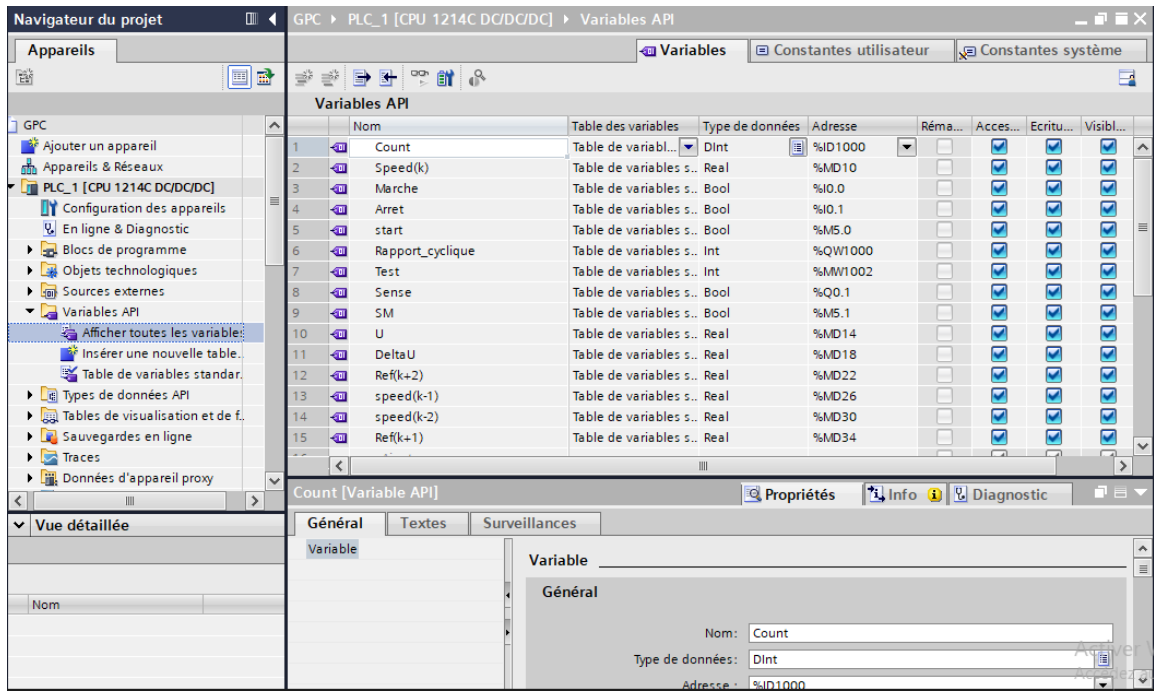 Navigateur du projet
GPC ▸ PLC_1 [CPU 1214C DC/DC/DC] ▸ Variables API
Appareils
Variables
Constantes utilisateur
Constantes système
Variables API
GPC
Ajouter un appareil
Appareils & Réseaux
PLC_1 [CPU 1214C DC/DC/DC]
Configuration des appareils
En ligne & Diagnostic
Blocs de programme
Objets technologiques
Sources externes
Variables API
Afficher toutes les variables
Insérer une nouvelle table..
Table de variables standar..
Types de données API
Tables de visualisation et de f..
Sauvegardes en ligne
Traces
Données d'appareil proxy
Nom Table des variables Type de données Adresse Réma... Acces... Ecritu... Visibl...
1 Count Table de variabl... DInt %ID1000
2 Speed(k) Table de variables s.. Real %MD10
3 Marche Table de variables s.. Bool %I0.0
4 Arret Table de variables s.. Bool %I0.1
5 start Table de variables s.. Bool %M5.0
6 Rapport_cyclique Table de variables s.. Int %QW1000
7 Test Table de variables s.. Int %MW1002
8 Sense Table de variables s.. Bool %Q0.1
9 SM Table de variables s.. Bool %M5.1
10 U Table de variables s.. Real %MD14
11 DeltaU Table de variables s.. Real %MD18
12 Ref(k+2) Table de variables s.. Real %MD22
13 speed(k-1) Table de variables s.. Real %MD26
14 speed(k-2) Table de variables s.. Real %MD30
15 Ref(k+1) Table de variables s.. Real %MD34
Vue détaillée
Nom
Count [Variable API]
Propriétés
Info
Diagnostic
Général
Textes
Surveillances
Variable
Variable
Général
Nom: Count
Type de données: DInt
Adresse : %ID1000
Activer
Accédez